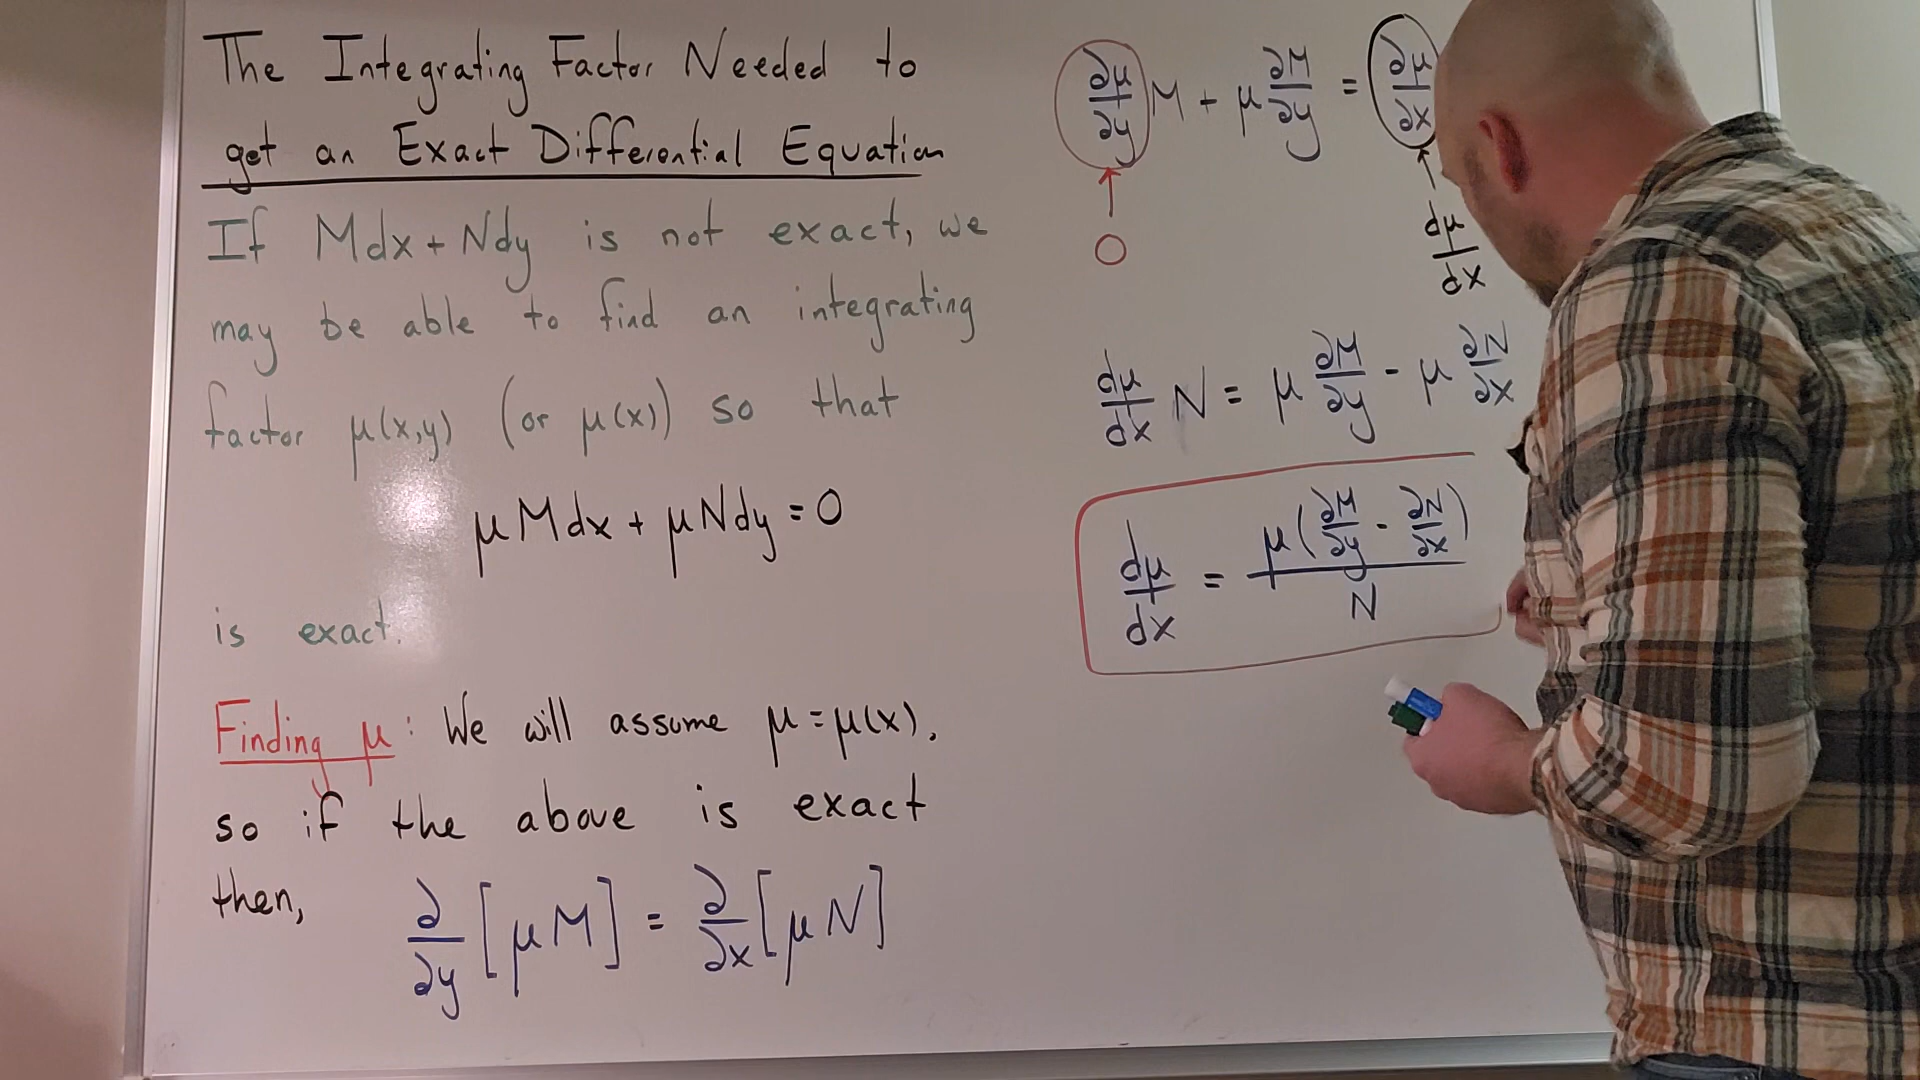 The Integrating Factor Needed to
get an Exact Differential Equation
If Mdx + Ndy is not exact, we
may be able to find an integrating
factor μ(x,y) (or μ(x)) so that
μMdx + μNdy = 0
is exact.
Finding μ: We will assume μ = μ(x).
so if the above is exact
then, ∂/∂y [μM] = ∂/∂x [μN]
∂μ/∂y M + μ ∂M/∂y = ∂μ/∂x
↑ ↑
0 dμ/dx
dμ/dx N = μ ∂M/∂y - μ ∂N/∂x
dμ/dx = μ(∂M/∂y - ∂N/∂x)/N